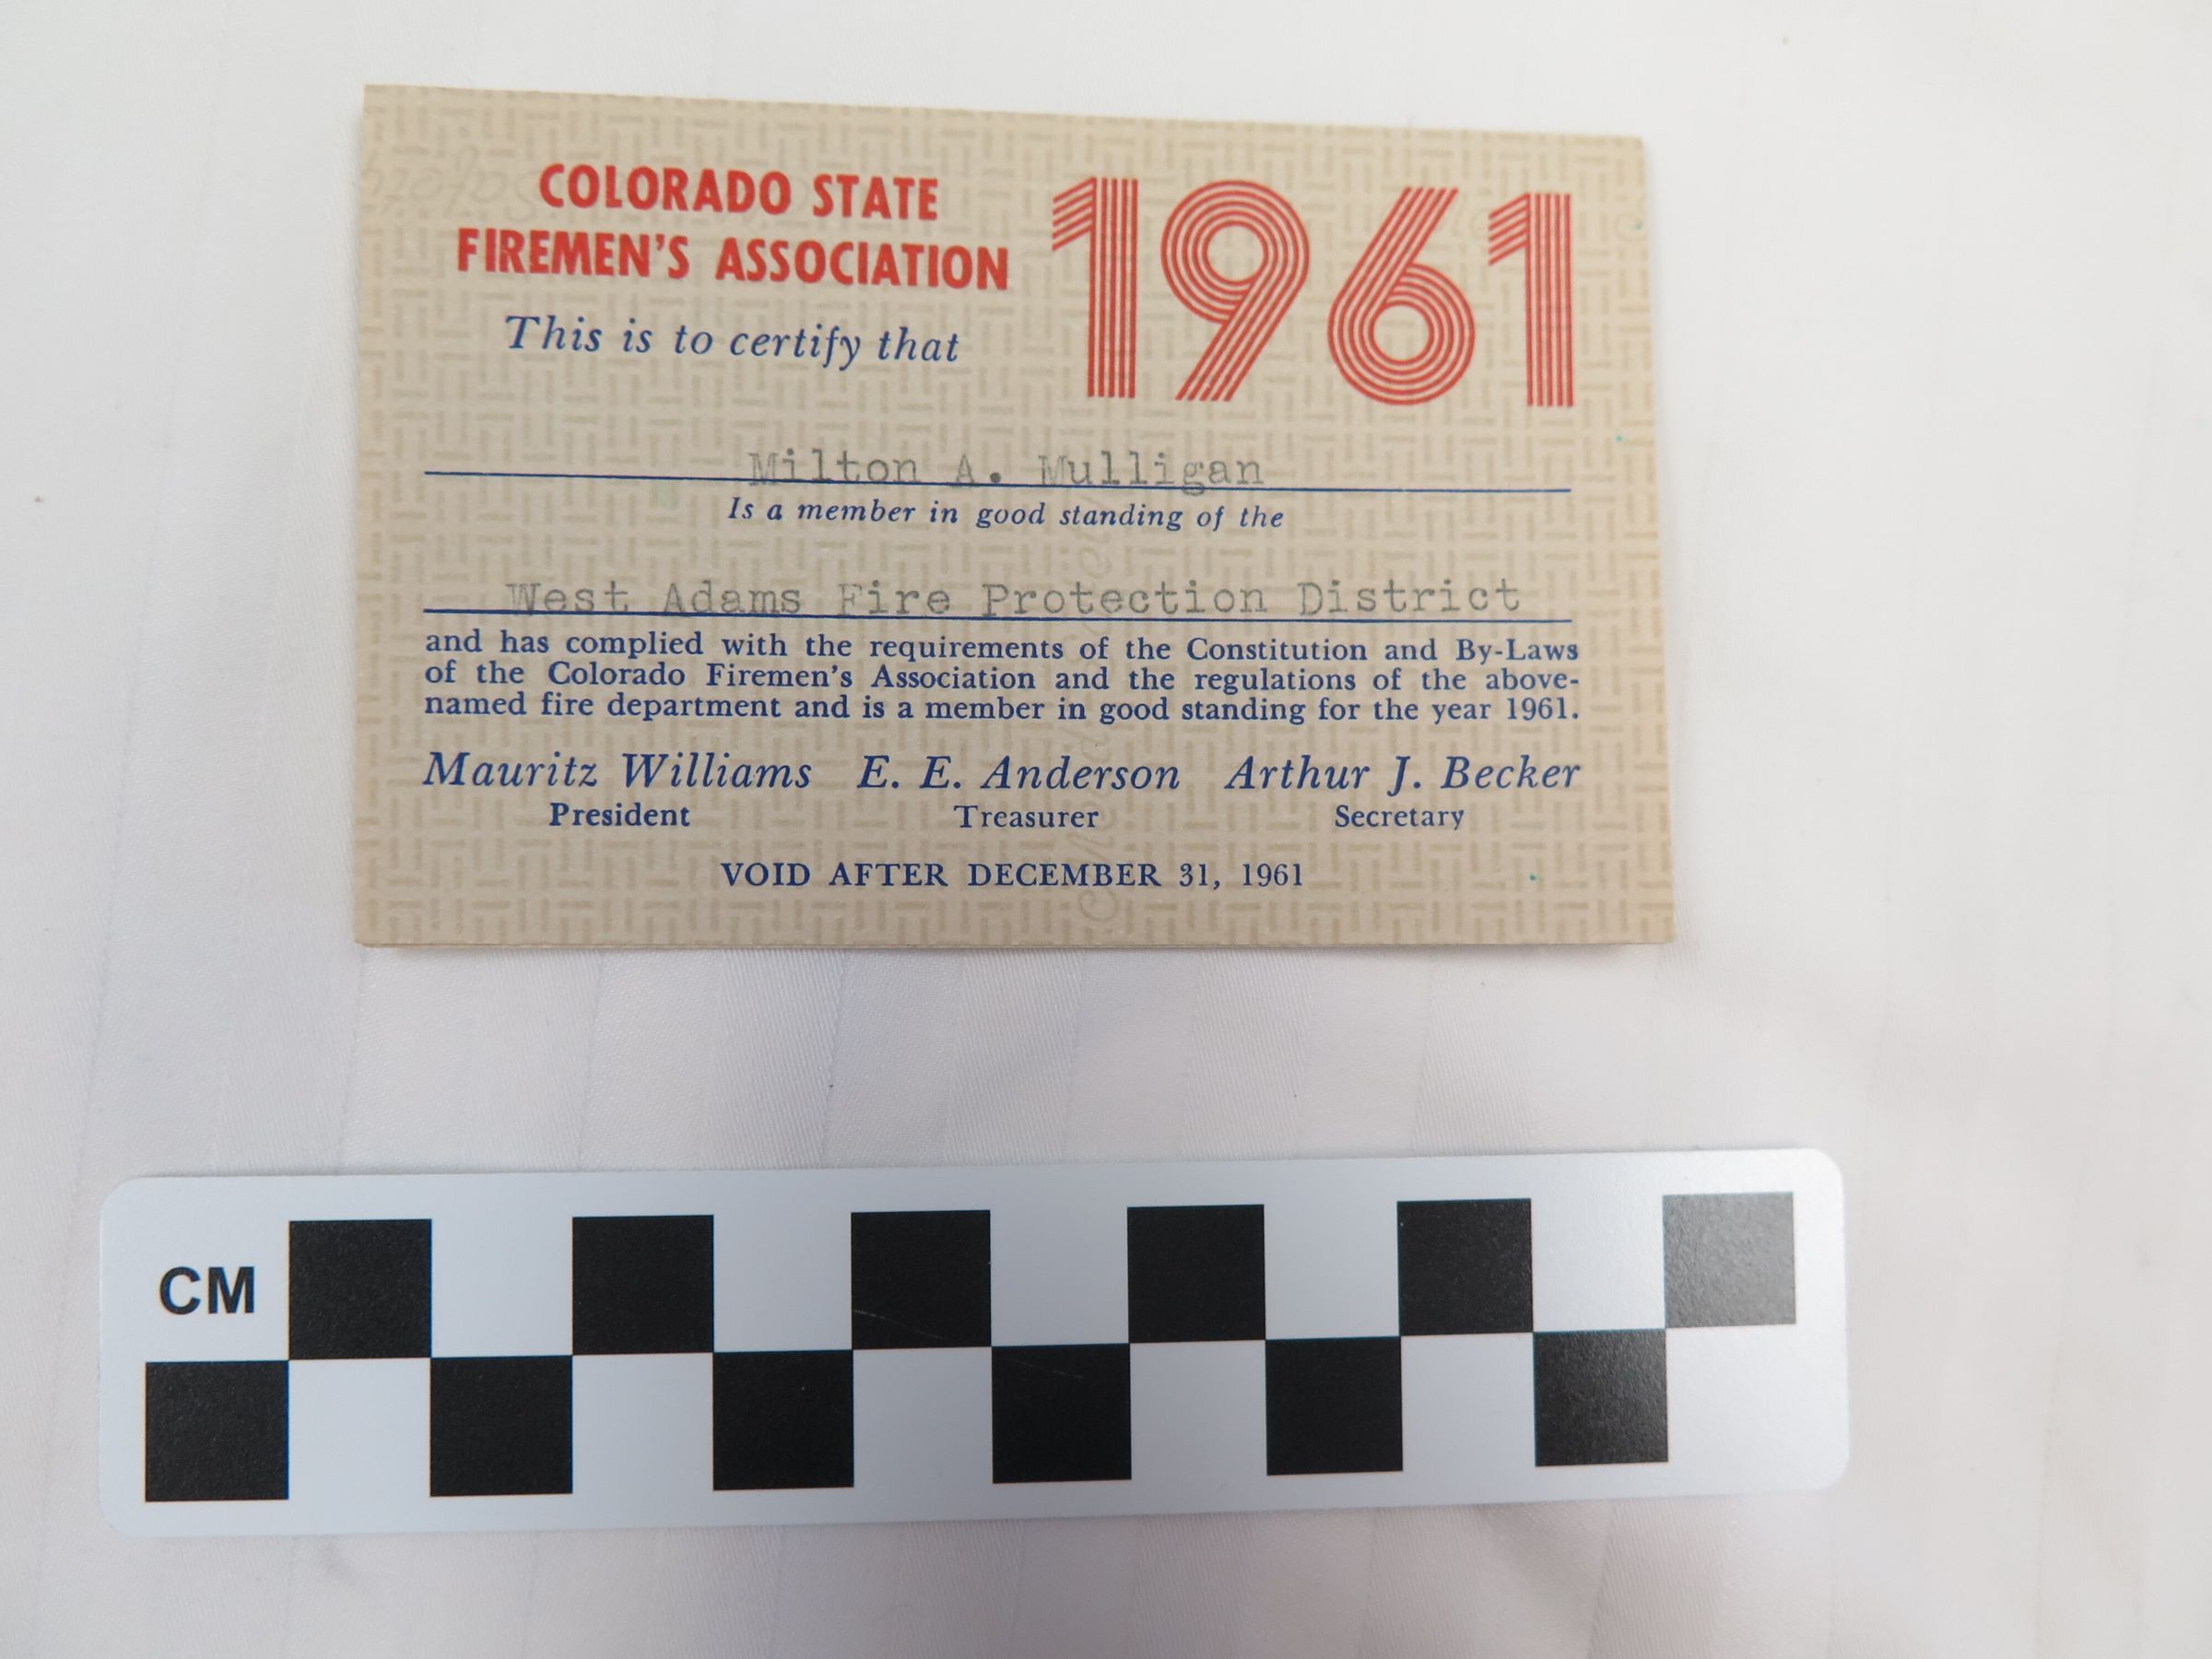 COLORADO STATE
FIREMEN'S ASSOCIATION
1961
This is to certify that
Milton A. Mulligan
Is a member in good standing of the
West Adams Fire Protection District
and has complied with the requirements of the Constitution and By-Laws
of the Colorado Firemen's Association and the regulations of the above-
named fire department and is a member in good standing for the year 1961.
Mauritz Williams E. E. Anderson Arthur J. Becker
President Treasurer Secretary
VOID AFTER DECEMBER 31, 1961
CM